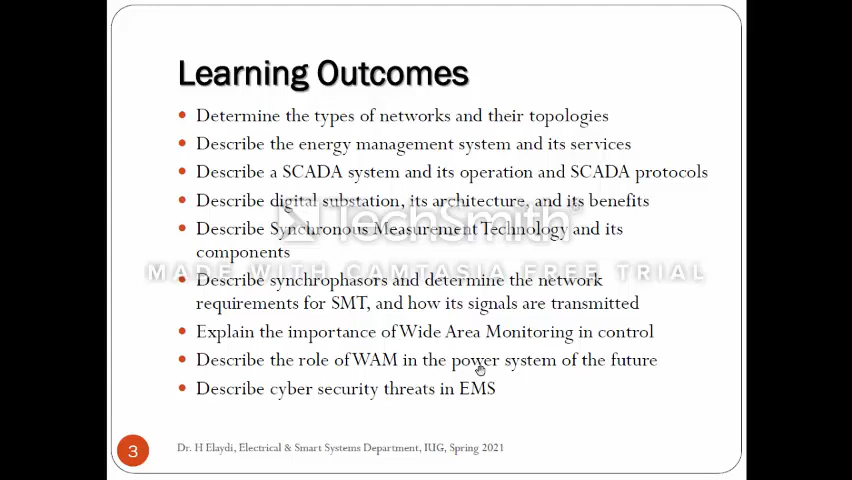 Learning Outcomes
• Determine the types of networks and their topologies
• Describe the energy management system and its services
• Describe a SCADA system and its operation and SCADA protocols
• Describe digital substation, its architecture, and its benefits
TechSmith
• Describe Synchronous Measurement Technology and its
components
MADE WITH CAMTASIA FREE TRIAL
• Describe synchrophasors and determine the network
requirements for SMT, and how its signals are transmitted
• Explain the importance of Wide Area Monitoring in control
• Describe the role of WAM in the power system of the future
• Describe cyber security threats in EMS
3
Dr. H Elaydi, Electrical & Smart Systems Department, IUG, Spring 2021